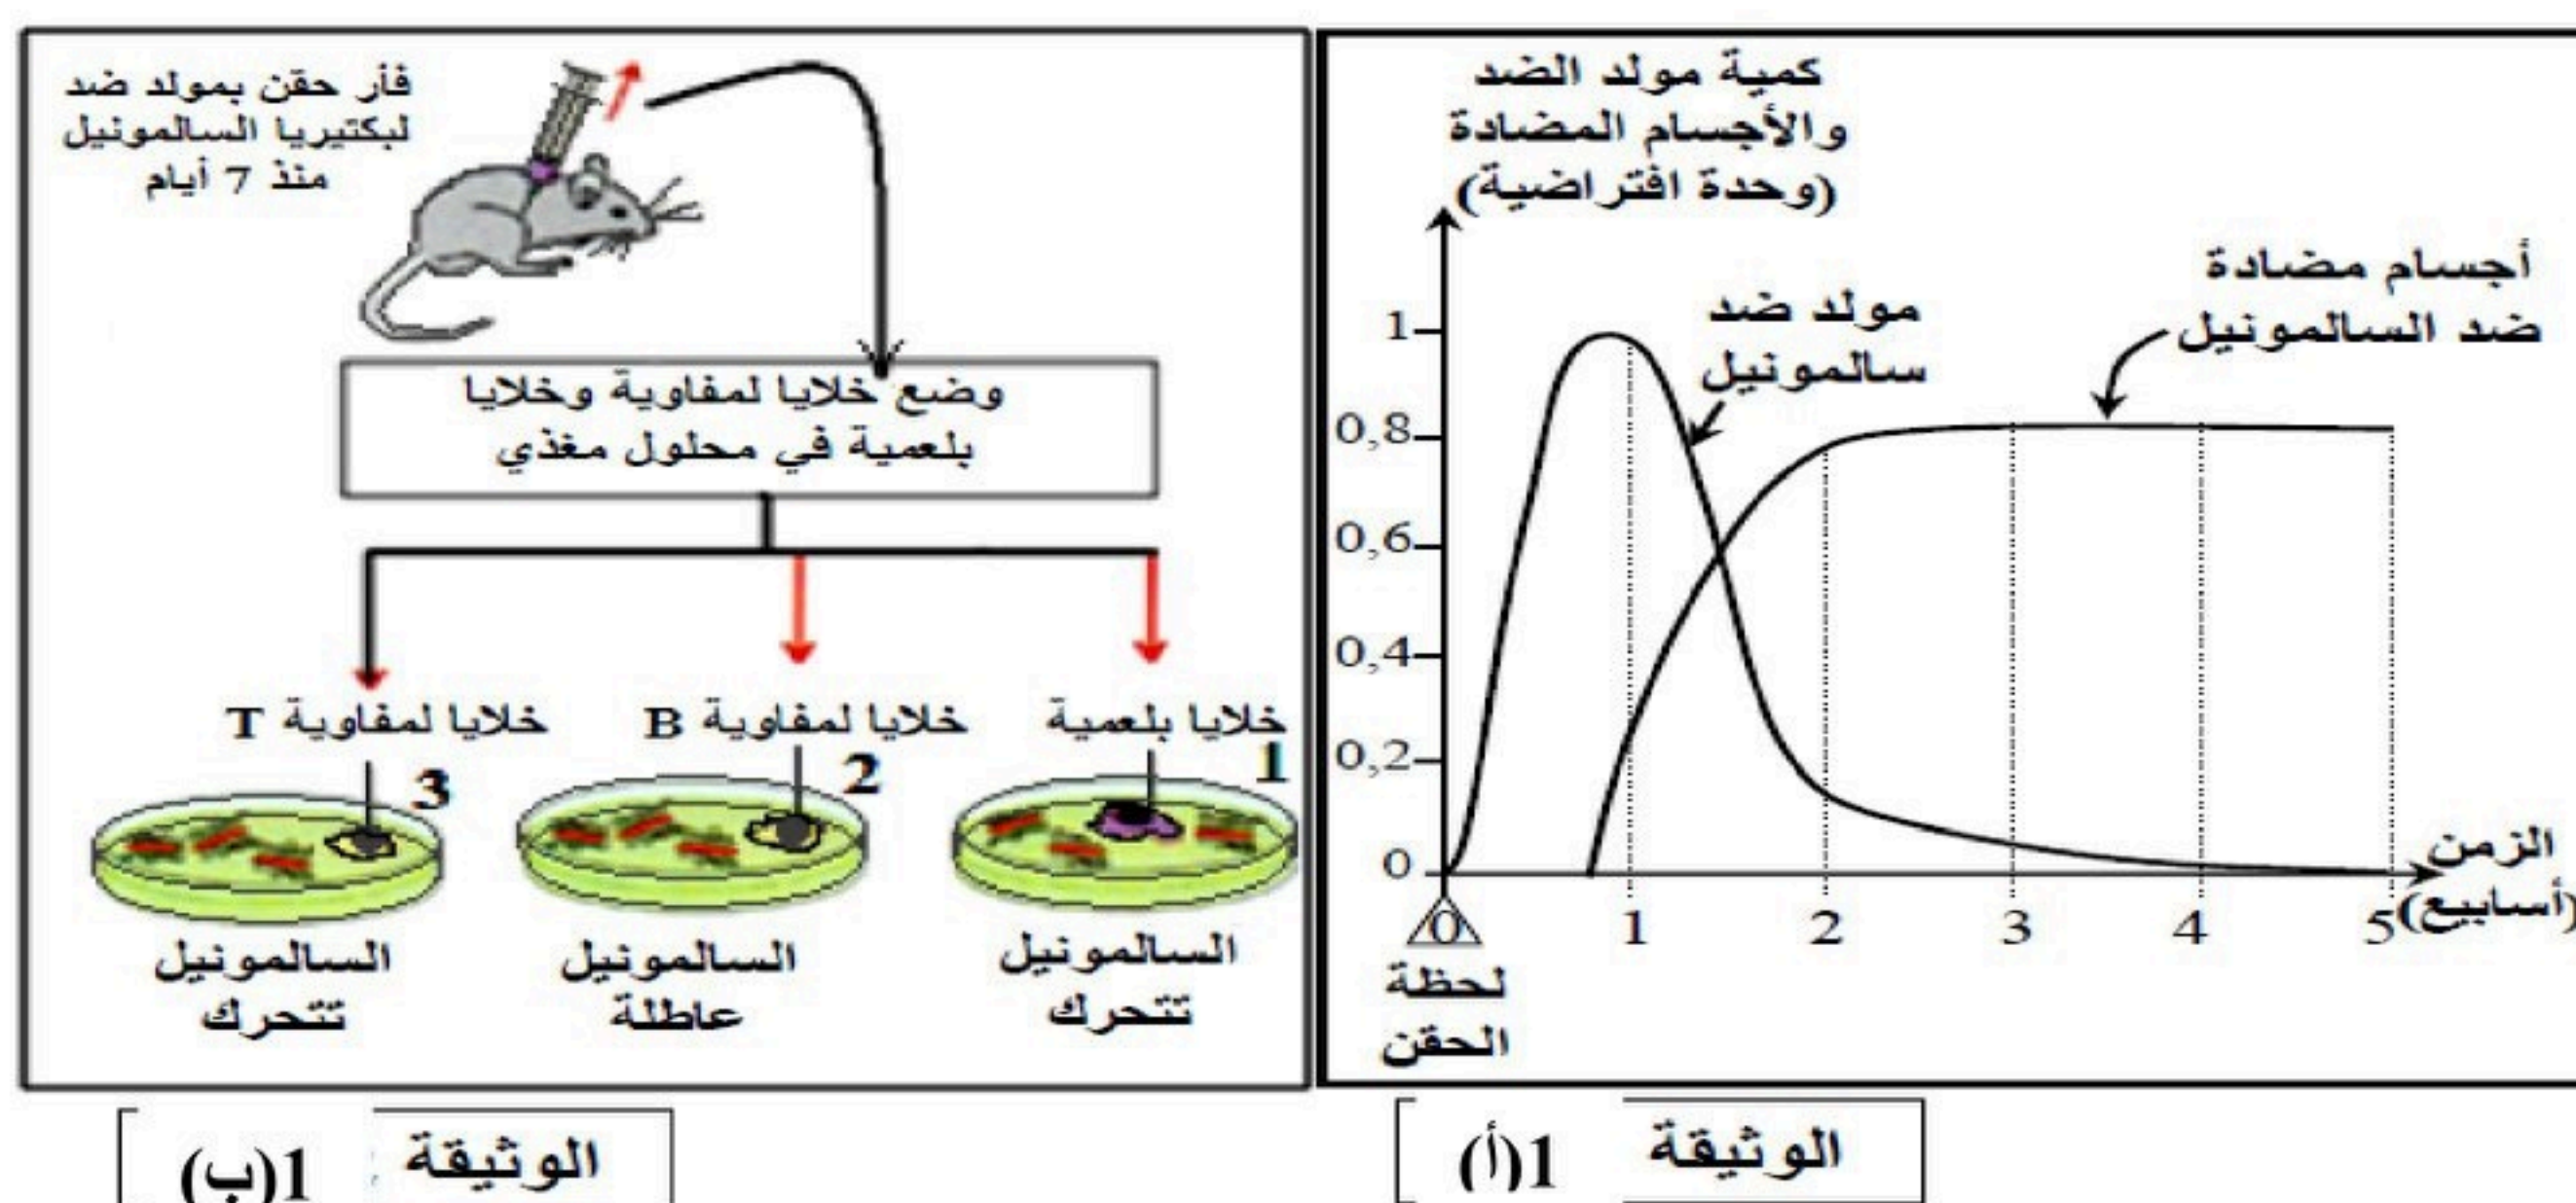 كمية مولد الضد
والأجسام المضادة
(وحدة افتراضية)
أجسام مضادة
ضد السالمونيل
مولد ضد
سالمونيل
1
0,8
0,6
0,4
0,2
0
0
1
2
3
4
5
الزمن
(أسابيع)
لحظة
الحقن
الوثيقة 1(أ)
فأر حقن بمولد ضد
لبكتيريا السالمونيل
منذ 7 أيام
وضع خلايا لمفاوية وخلايا
بلعمية في محلول مغذي
خلايا بلعمية
خلايا لمفاوية B
خلايا لمفاوية T
1
2
3
السالمونيل
تتحرك
السالمونيل
عاطلة
السالمونيل
تتحرك
الوثيقة 1(ب)